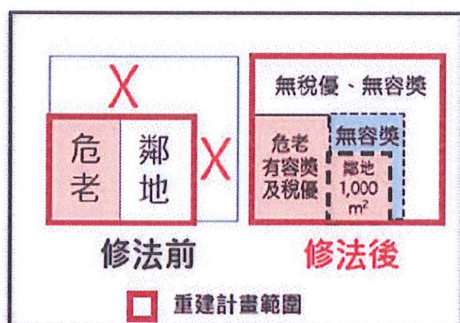 X
X
危老
鄰地
修法前
無稅優、無容獎
危老
有容獎
及稅優
無容獎
鄰地
1,000
m²
修法後
重建計畫範圍